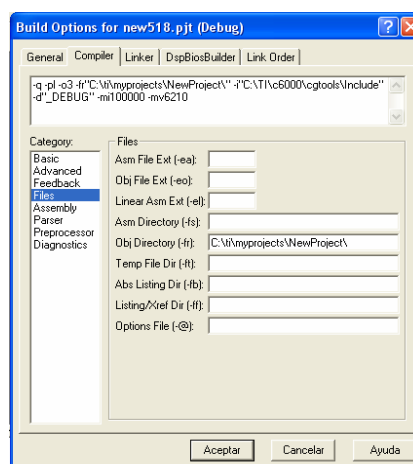 Build Options for new518.pjt (Debug)
General Compiler Linker DspBiosBuilder Link Order
-q -pl -o3 -fr"C:\ti\myprojects\NewProject\" -i"C:\TI\c6000\cgtools\Include"
-d"_DEBUG" -mi100000 -mv6210
Category:
Basic
Advanced
Feedback
Files
Assembly
Parser
Preprocessor
Diagnostics
Files
Asm File Ext (-ea):
Obj File Ext (-eo):
Linear Asm Ext (-el):
Asm Directory (-fs):
Obj Directory (-fr): C:\ti\myprojects\NewProject\
Temp File Dir (-ft):
Abs Listing Dir (-fb):
Listing/Xref Dir (-ff):
Options File (-@):
Aceptar Cancelar Ayuda